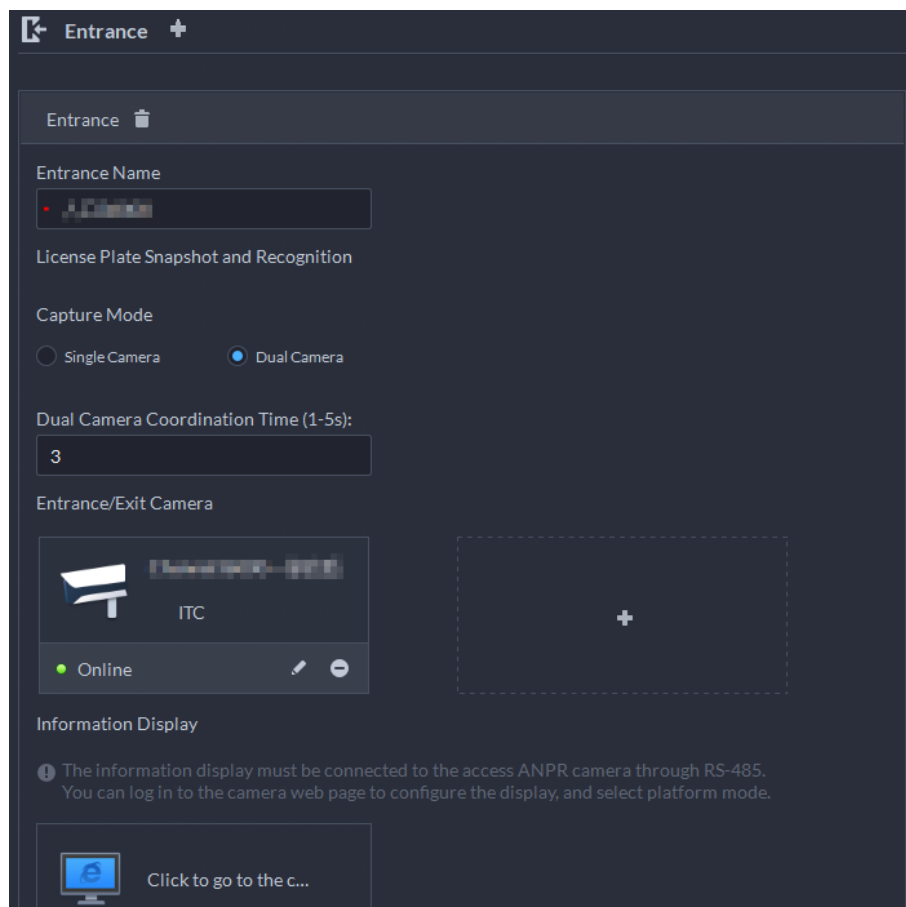 Entrance
Entrance
Entrance Name
License Plate Snapshot and Recognition
Capture Mode
Single Camera Dual Camera
Dual Camera Coordination Time (1-5s):
3
Entrance/Exit Camera
ITC
Online
Information Display
The information display must be connected to the access ANPR camera through RS-485.
You can log in to the camera web page to configure the display, and select platform mode.
Click to go to the c...